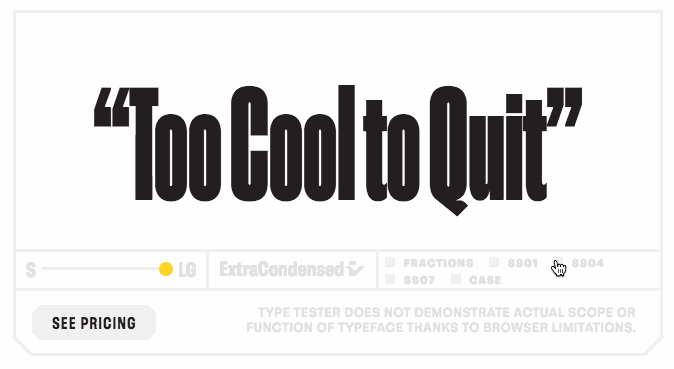 “Too Cool to Quit”
S LG ExtraCondensed FRACTIONS SS01 SS04
SS07 CASE
SEE PRICING
TYPE TESTER DOES NOT DEMONSTRATE ACTUAL SCOPE OR
FUNCTION OF TYPEFACE THANKS TO BROWSER LIMITATIONS.